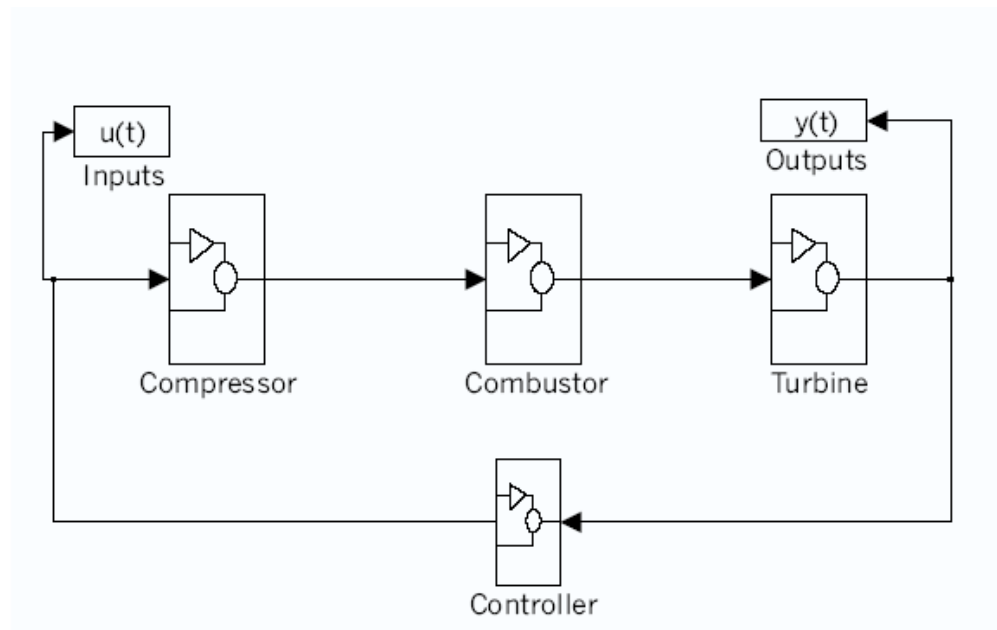 u(t)
Inputs
y(t)
Outputs
Compressor
Combustor
Turbine
Controller